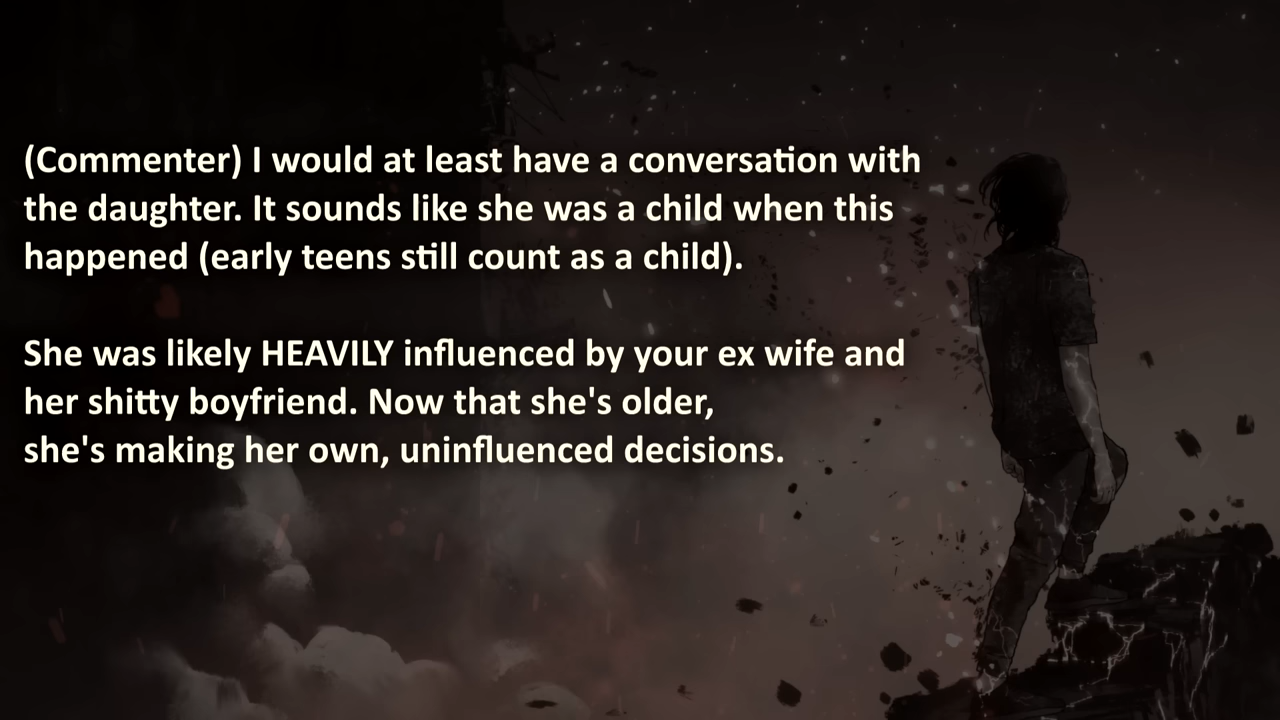 (Commenter) I would at least have a conversation with
the daughter. It sounds like she was a child when this
happened (early teens still count as a child).
She was likely HEAVILY influenced by your ex wife and
her shitty boyfriend. Now that she's older,
she's making her own, uninfluenced decisions.